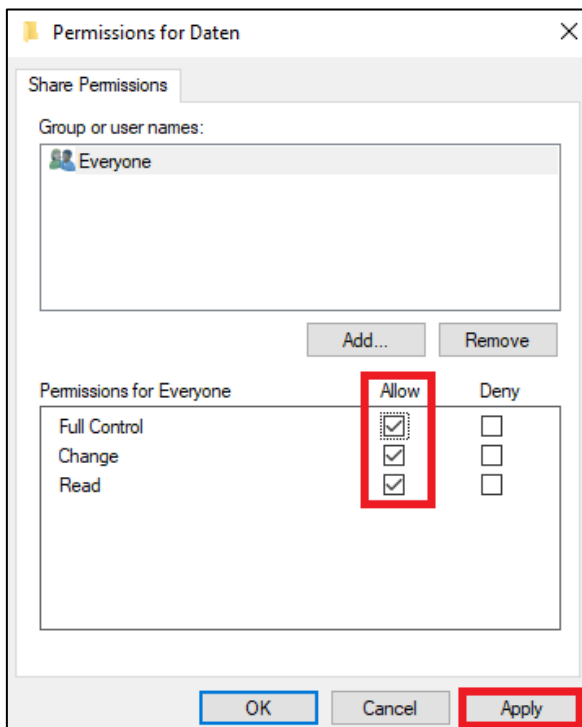 Permissions for Daten
Share Permissions
Group or user names:
Everyone
Add... Remove
Permissions for Everyone Allow Deny
Full Control
Change
Read
OK Cancel Apply